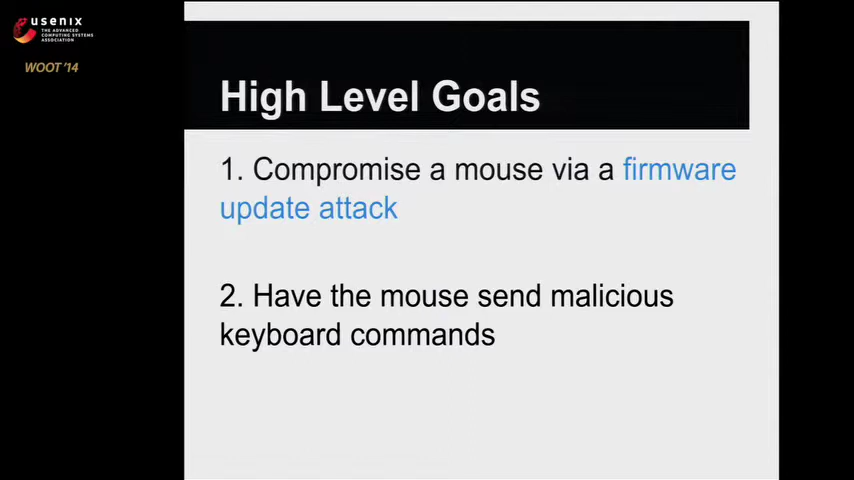 usenix
THE ADVANCED
COMPUTING SYSTEMS
ASSOCIATION
WOOT '14
High Level Goals
1. Compromise a mouse via a firmware
update attack
2. Have the mouse send malicious
keyboard commands